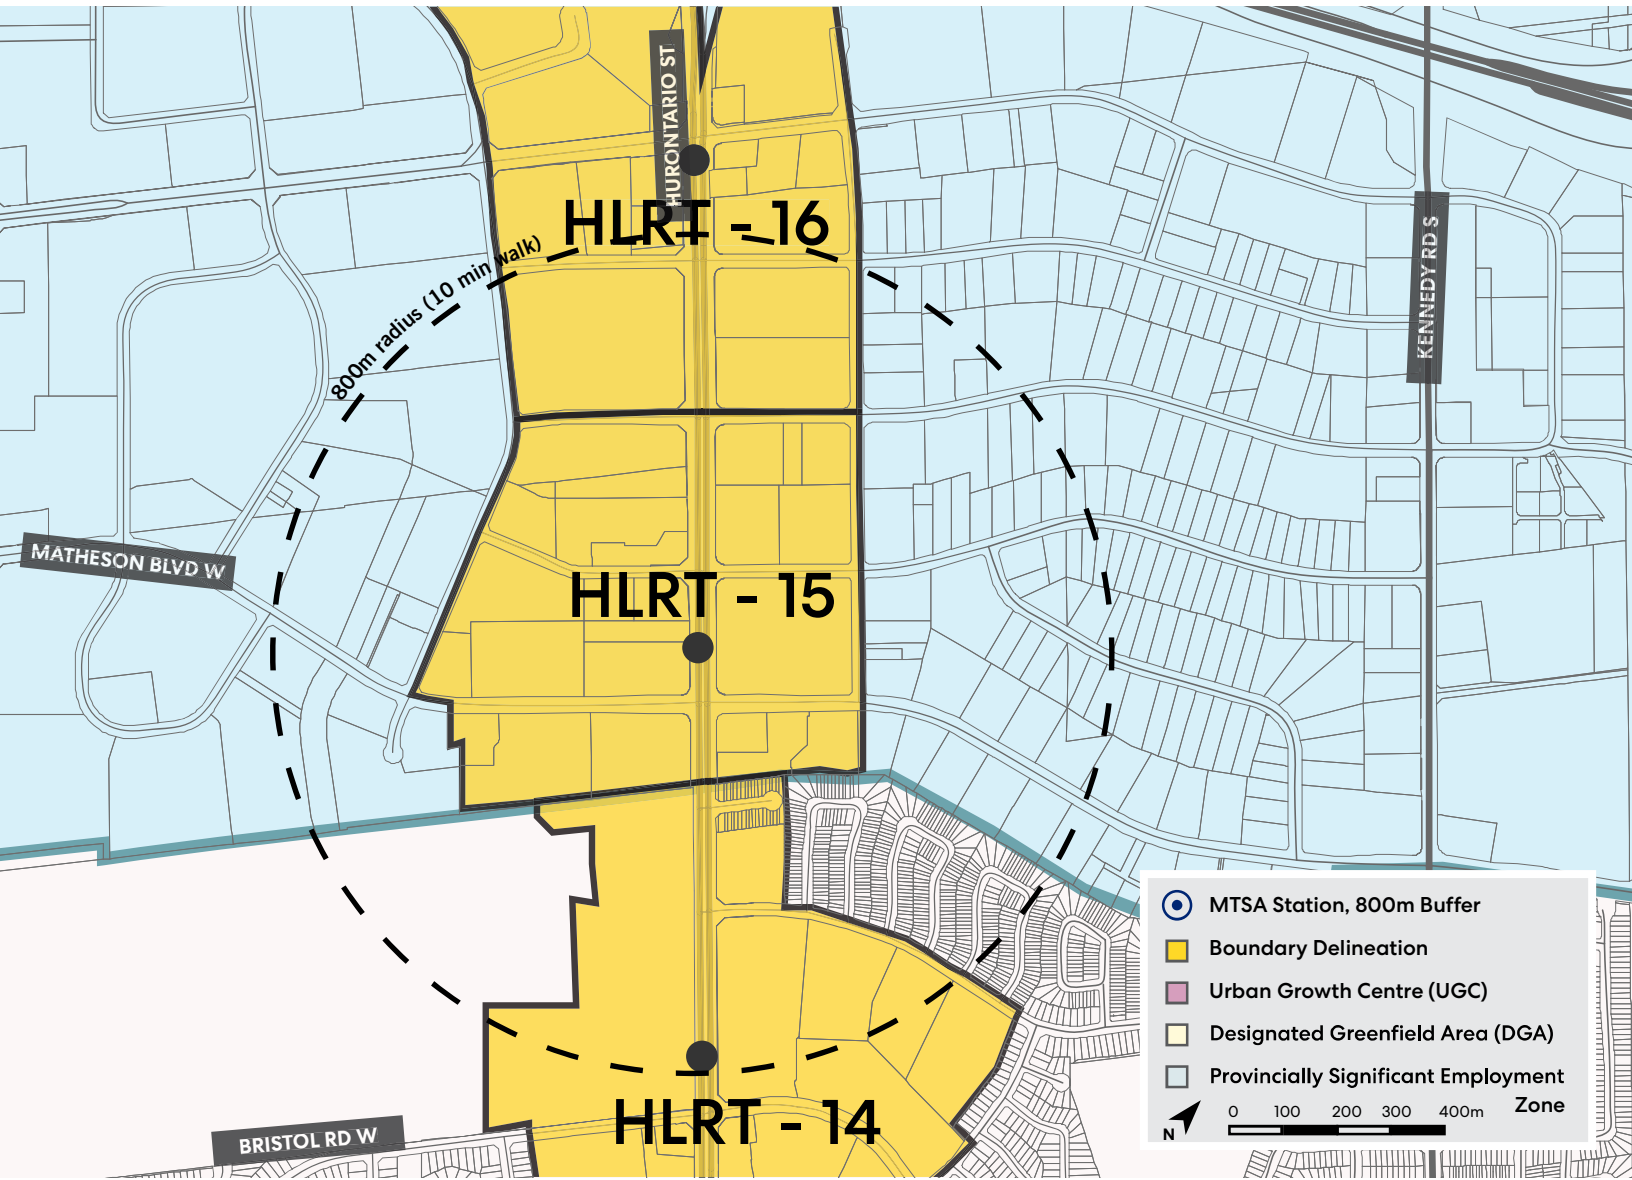 HURONTARIO ST
HLRT - 16
800m radius (10 min walk)
KENNEDY RD S
MATHESON BLVD W
HLRT - 15
HLRT - 14
BRISTOL RD W
MTSA Station, 800m Buffer
Boundary Delineation
Urban Growth Centre (UGC)
Designated Greenfield Area (DGA)
Provincially Significant Employment
Zone
N
0 100 200 300 400m